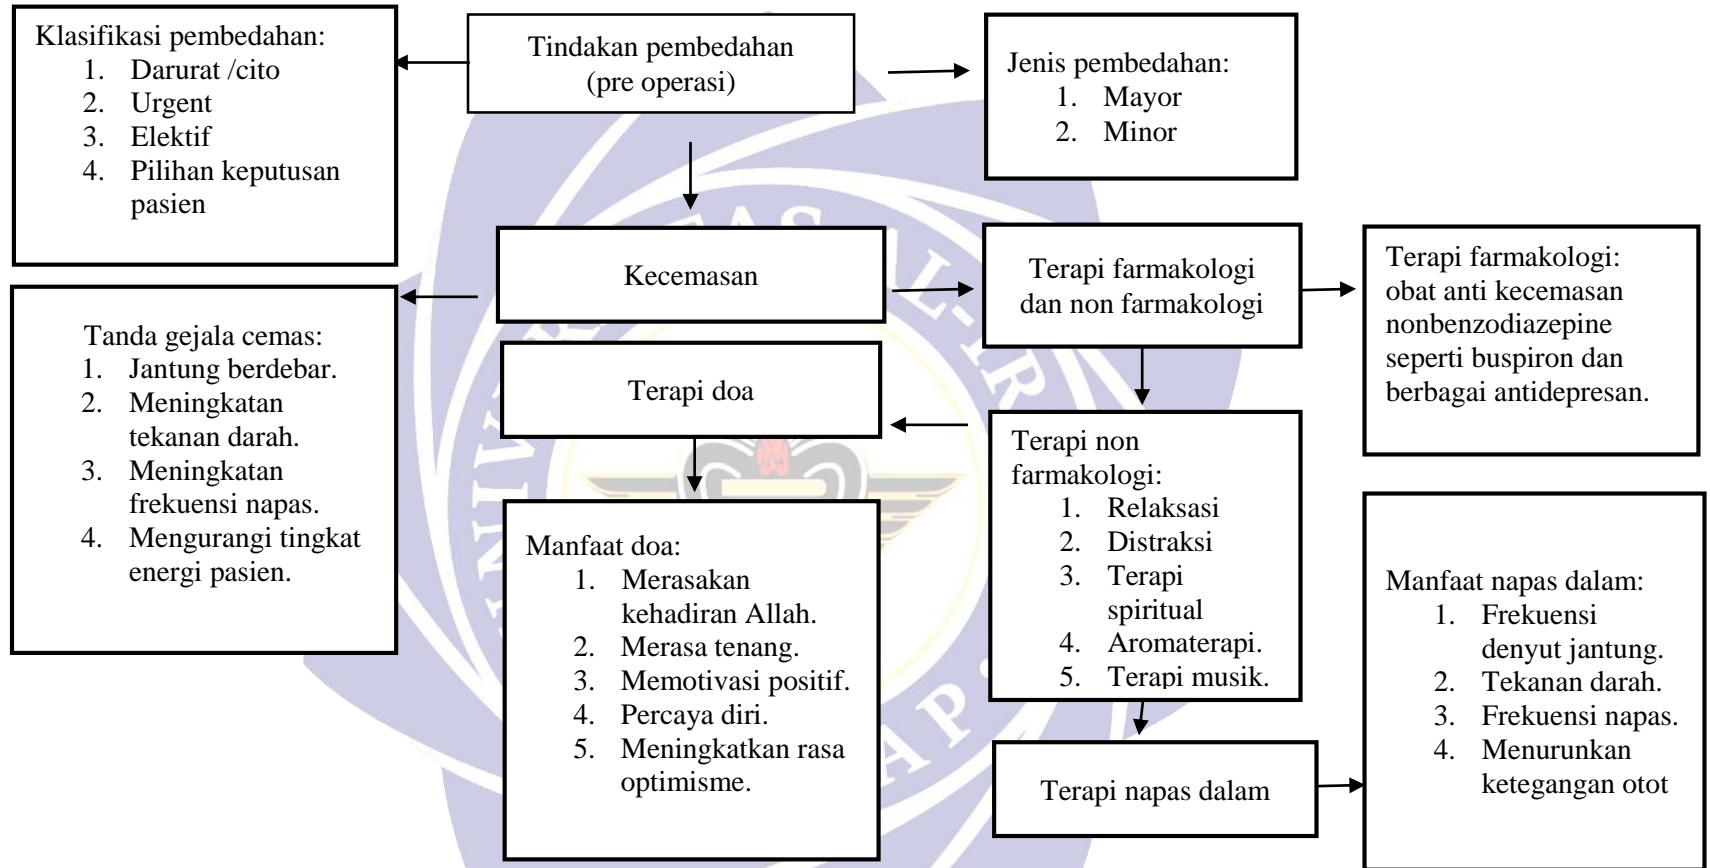 Klasifikasi pembedahan:
1. Darurat /cito
2. Urgent
3. Elektif
4. Pilihan keputusan
pasien
Tindakan pembedahan
(pre operasi)
Jenis pembedahan:
1. Mayor
2. Minor
Kecemasan
Terapi farmakologi
dan non farmakologi
Terapi farmakologi:
obat anti kecemasan
nonbenzodiazepine
seperti buspiron dan
berbagai antidepresan.
Tanda gejala cemas:
1. Jantung berdebar.
2. Meningkatan
tekanan darah.
3. Meningkatan
frekuensi napas.
4. Mengurangi tingkat
energi pasien.
Terapi doa
Terapi non
farmakologi:
1. Relaksasi
2. Distraksi
3. Terapi
spiritual
4. Aromaterapi.
5. Terapi musik.
Manfaat doa:
1. Merasakan
kehadiran Allah.
2. Merasa tenang.
3. Memotivasi positif.
4. Percaya diri.
5. Meningkatkan rasa
optimisme.
Manfaat napas dalam:
1. Frekuensi
denyut jantung.
2. Tekanan darah.
3. Frekuensi napas.
4. Menurunkan
ketegangan otot
Terapi napas dalam